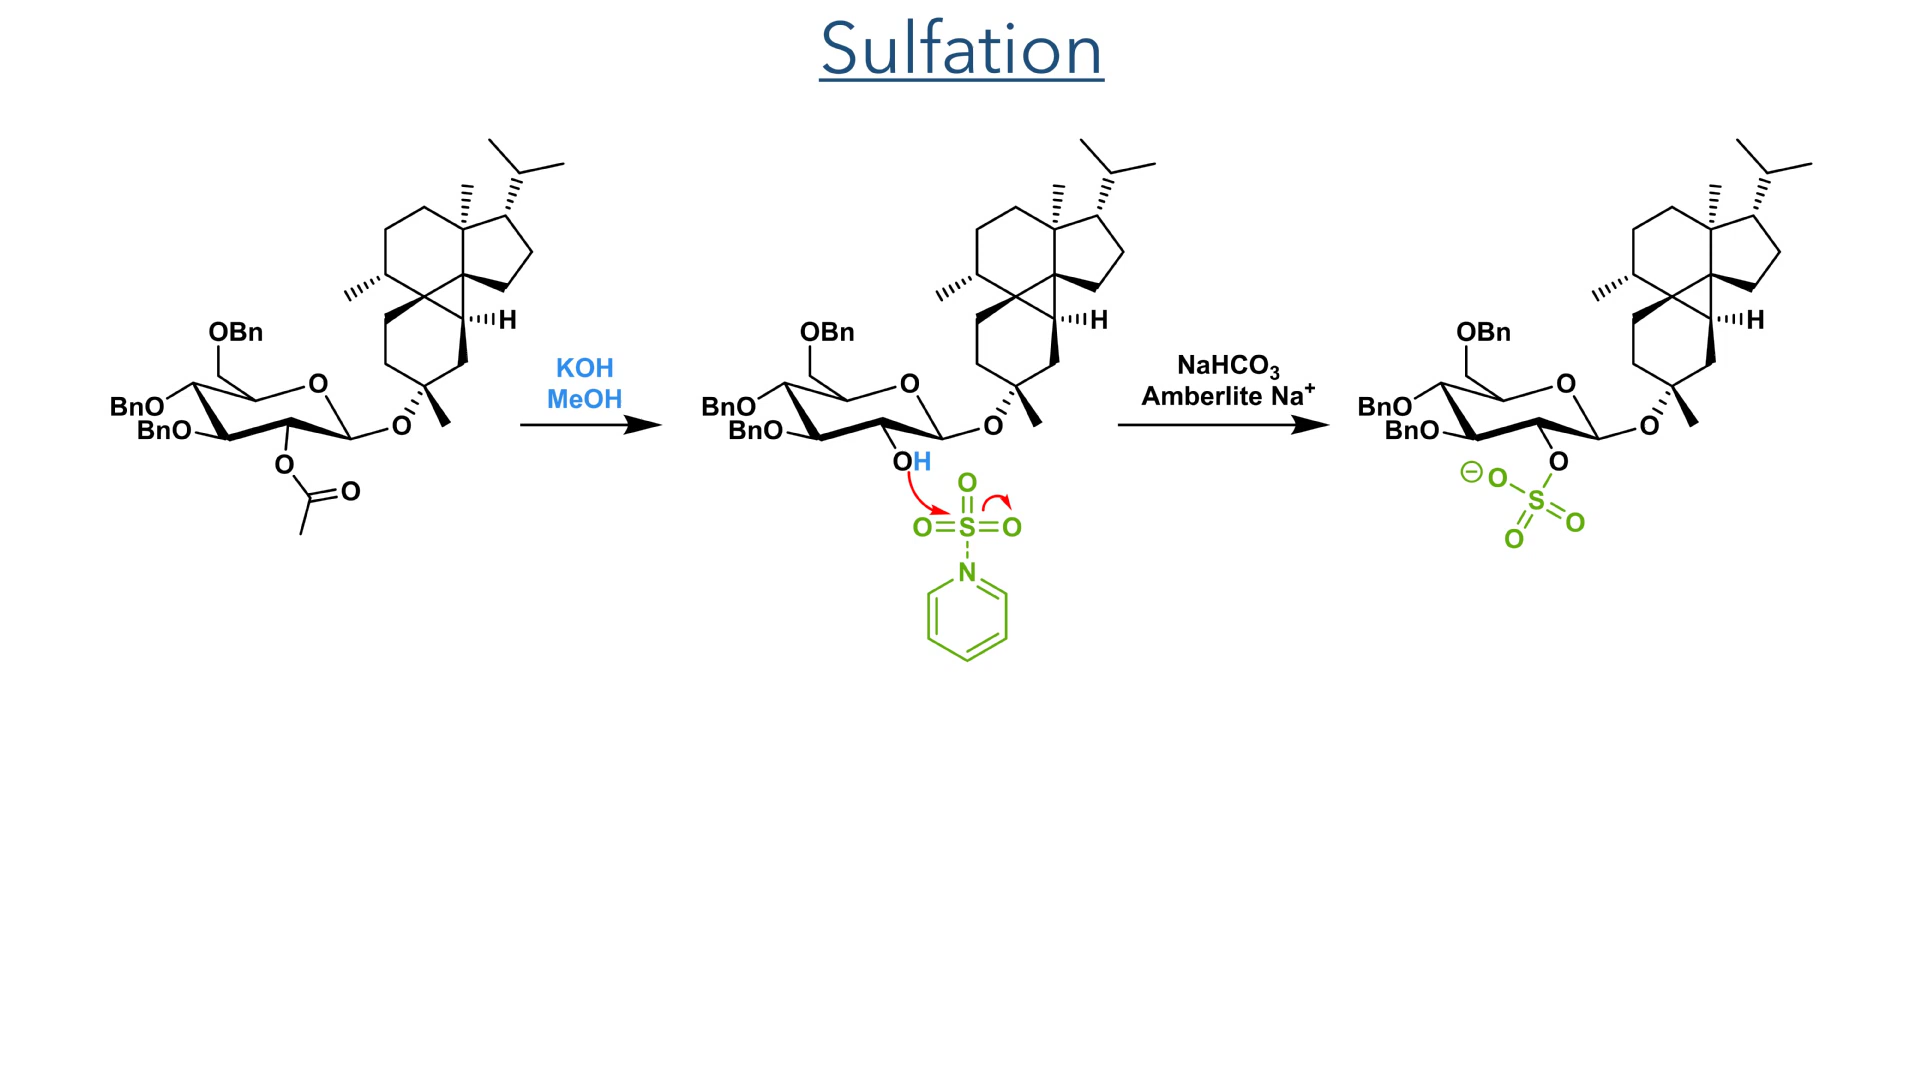 Sulfation
OBn
O
BnO
BnO
O
O
O
H
KOH
MeOH
OBn
O
BnO
BnO
O
OH
H
O
O=S=O
N
NaHCO₃
Amberlite Na⁺
OBn
O
BnO
BnO
O
O
H
⊖O
S
O
O